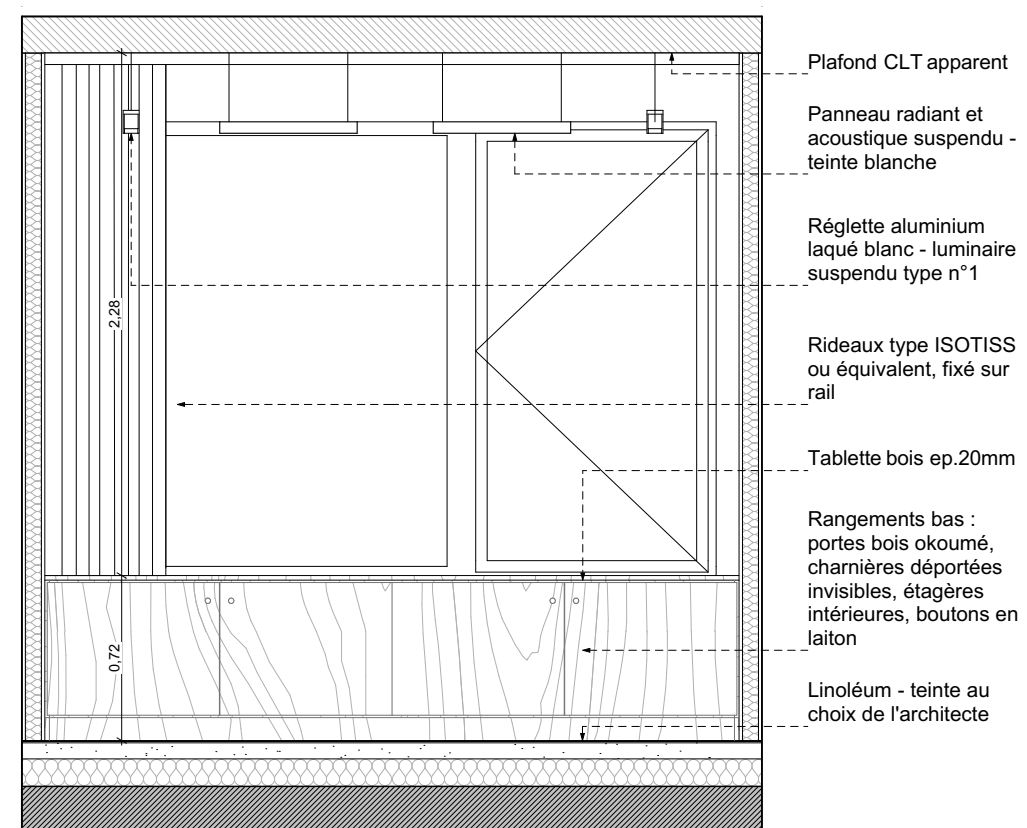 Plafond CLT apparent
Panneau radiant et
acoustique suspendu -
teinte blanche
Réglette aluminium
laqué blanc - luminaire
suspendu type n°1
2,28
Rideaux type ISOTISS
ou équivalent, fixé sur
rail
Tablette bois ep.20mm
Rangements bas :
portes bois okoumé,
charnières déportées
invisibles, étagères
intérieures, boutons en
laiton
0,72
Linoléum - teinte au
choix de l'architecte